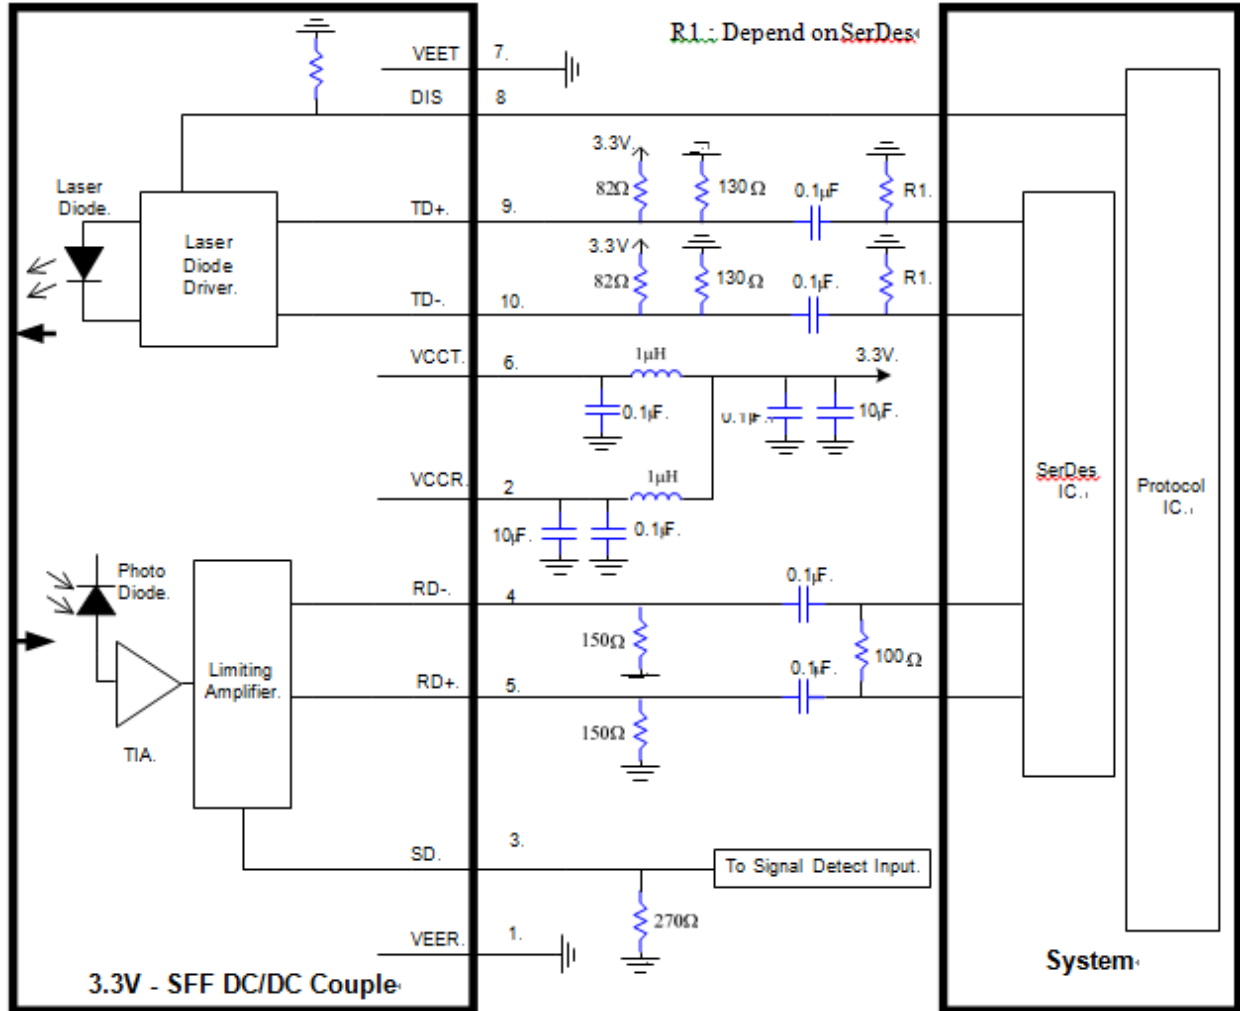 R1 : Depend onSerDes
VEET 7.
DIS 8
3.3V.
82Ω
130 Ω
0.1μF
R1.
Laser
Diode.
TD+. 9.
Laser
Diode
Driver.
3.3V
82Ω
130Ω
0.1μF.
R1.
TD-. 10.
VCCT. 6.
1μH
3.3V.
0.1μF.
0.1μF.
10μF.
VCCR. 2
1μH
10μF.
0.1μF.
SerDes
IC.
Protocol
IC.
Photo
Diode.
RD-. 4
0.1μF.
150Ω
100Ω
Limiting
Amplifier.
RD+. 5.
0.1μF.
150Ω
TIA.
SD. 3.
To Signal Detect Input.
270Ω
VEER. 1.
3.3V - SFF DC/DC Couple
System